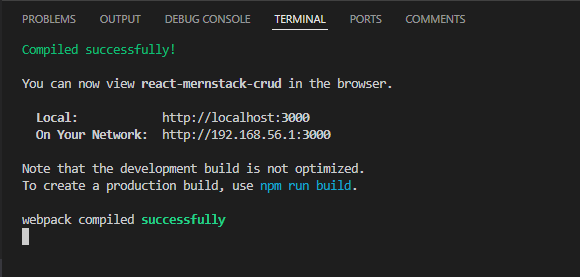 PROBLEMS OUTPUT DEBUG CONSOLE TERMINAL PORTS COMMENTS
Compiled successfully!
You can now view react-mernstack-crud in the browser.
Local: http://localhost:3000
On Your Network: http://192.168.56.1:3000
Note that the development build is not optimized.
To create a production build, use npm run build.
webpack compiled successfully